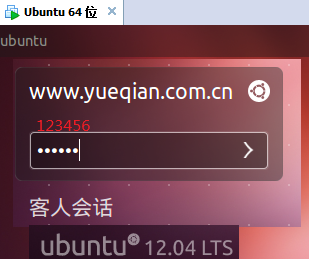 Ubuntu 64 位
ubuntu
www.yueqian.com.cn
123456
客人会话
ubuntu 12.04 LTS